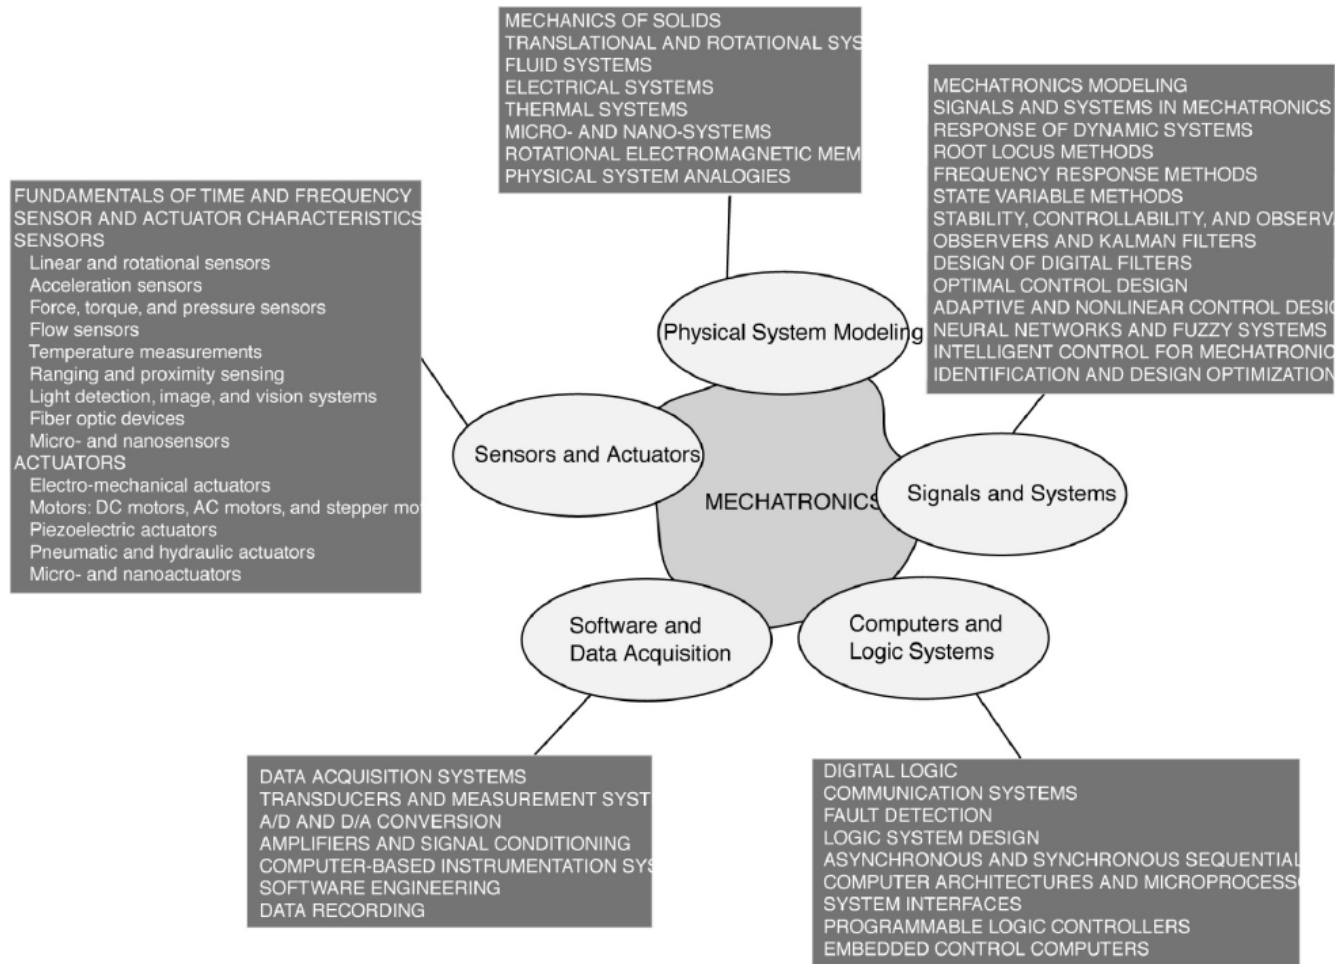 MECHANICS OF SOLIDS
TRANSLATIONAL AND ROTATIONAL SYS
FLUID SYSTEMS
ELECTRICAL SYSTEMS
THERMAL SYSTEMS
MICRO- AND NANO-SYSTEMS
ROTATIONAL ELECTROMAGNETIC MEM
PHYSICAL SYSTEM ANALOGIES
MECHATRONICS MODELING
SIGNALS AND SYSTEMS IN MECHATRONICS
RESPONSE OF DYNAMIC SYSTEMS
ROOT LOCUS METHODS
FREQUENCY RESPONSE METHODS
STATE VARIABLE METHODS
STABILITY, CONTROLLABILITY, AND OBSERVA
OBSERVERS AND KALMAN FILTERS
DESIGN OF DIGITAL FILTERS
OPTIMAL CONTROL DESIGN
ADAPTIVE AND NONLINEAR CONTROL DESIG
NEURAL NETWORKS AND FUZZY SYSTEMS
INTELLIGENT CONTROL FOR MECHATRONIC
IDENTIFICATION AND DESIGN OPTIMIZATION
FUNDAMENTALS OF TIME AND FREQUENCY
SENSOR AND ACTUATOR CHARACTERISTICS
SENSORS
Linear and rotational sensors
Acceleration sensors
Force, torque, and pressure sensors
Flow sensors
Temperature measurements
Ranging and proximity sensing
Light detection, image, and vision systems
Fiber optic devices
Micro- and nanosensors
ACTUATORS
Electro-mechanical actuators
Motors: DC motors, AC motors, and stepper mo
Piezoelectric actuators
Pneumatic and hydraulic actuators
Micro- and nanoactuators
Physical System Modeling
Sensors and Actuators
MECHATRONICS
Signals and Systems
Software and
Data Acquisition
Computers and
Logic Systems
DATA ACQUISITION SYSTEMS
TRANSDUCERS AND MEASUREMENT SYST
A/D AND D/A CONVERSION
AMPLIFIERS AND SIGNAL CONDITIONING
COMPUTER-BASED INSTRUMENTATION SYS
SOFTWARE ENGINEERING
DATA RECORDING
DIGITAL LOGIC
COMMUNICATION SYSTEMS
FAULT DETECTION
LOGIC SYSTEM DESIGN
ASYNCHRONOUS AND SYNCHRONOUS SEQUENTIAL
COMPUTER ARCHITECTURES AND MICROPROCESSO
SYSTEM INTERFACES
PROGRAMMABLE LOGIC CONTROLLERS
EMBEDDED CONTROL COMPUTERS